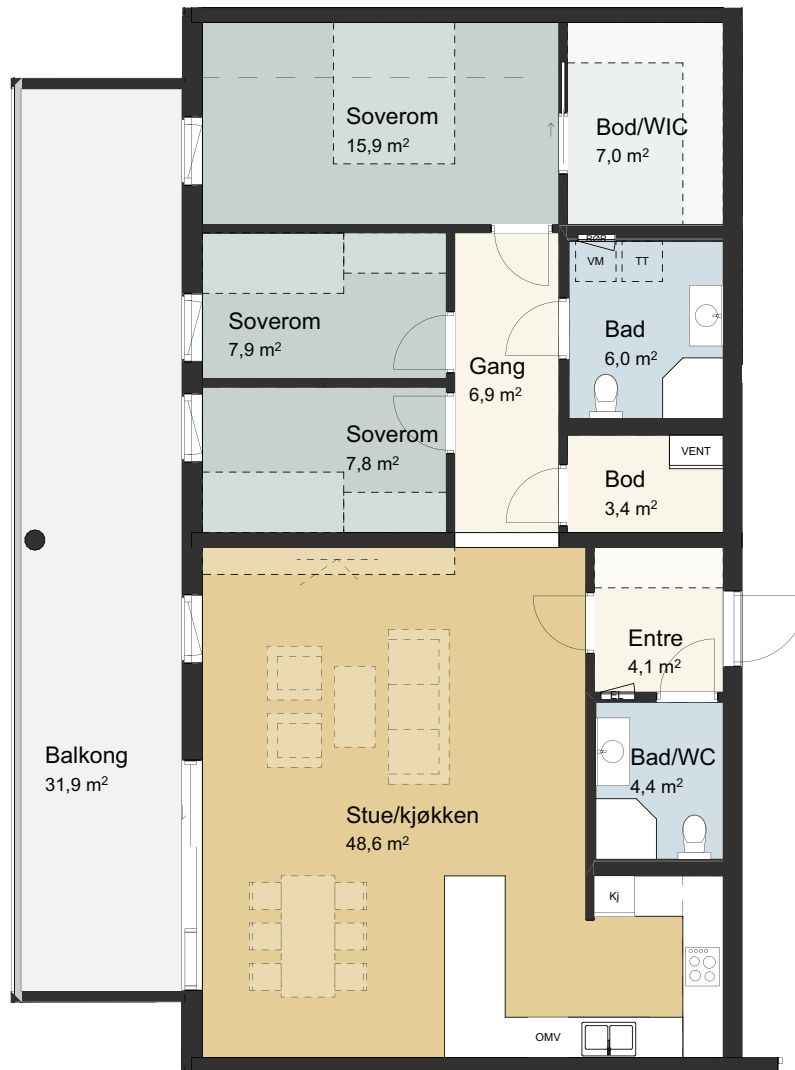 Soverom
15,9 m²
Bod/WIC
7,0 m²
VM
TT
Soverom
7,9 m²
Bad
6,0 m²
Gang
6,9 m²
Soverom
7,8 m²
VENT
Bod
3,4 m²
Entre
4,1 m²
EL
Balkong
31,9 m²
Bad/WC
4,4 m²
Stue/kjøkken
48,6 m²
Kj
OMV